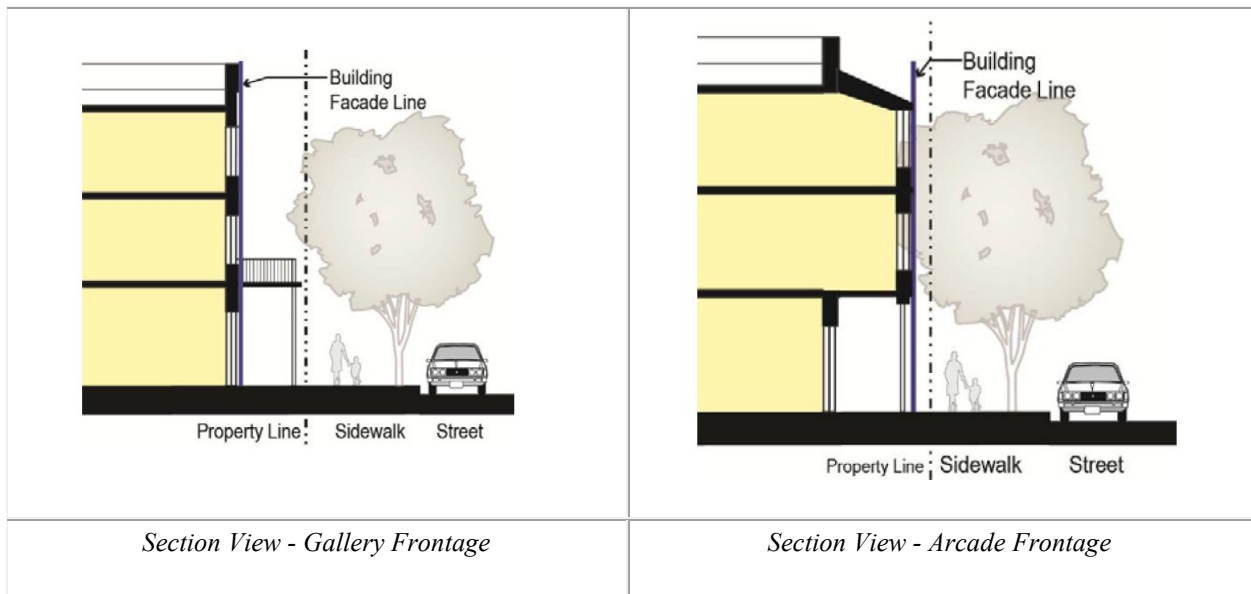 Building
Facade Line
Property Line Sidewalk Street
Building
Facade Line
Property Line Sidewalk Street
Section View - Gallery Frontage
Section View - Arcade Frontage